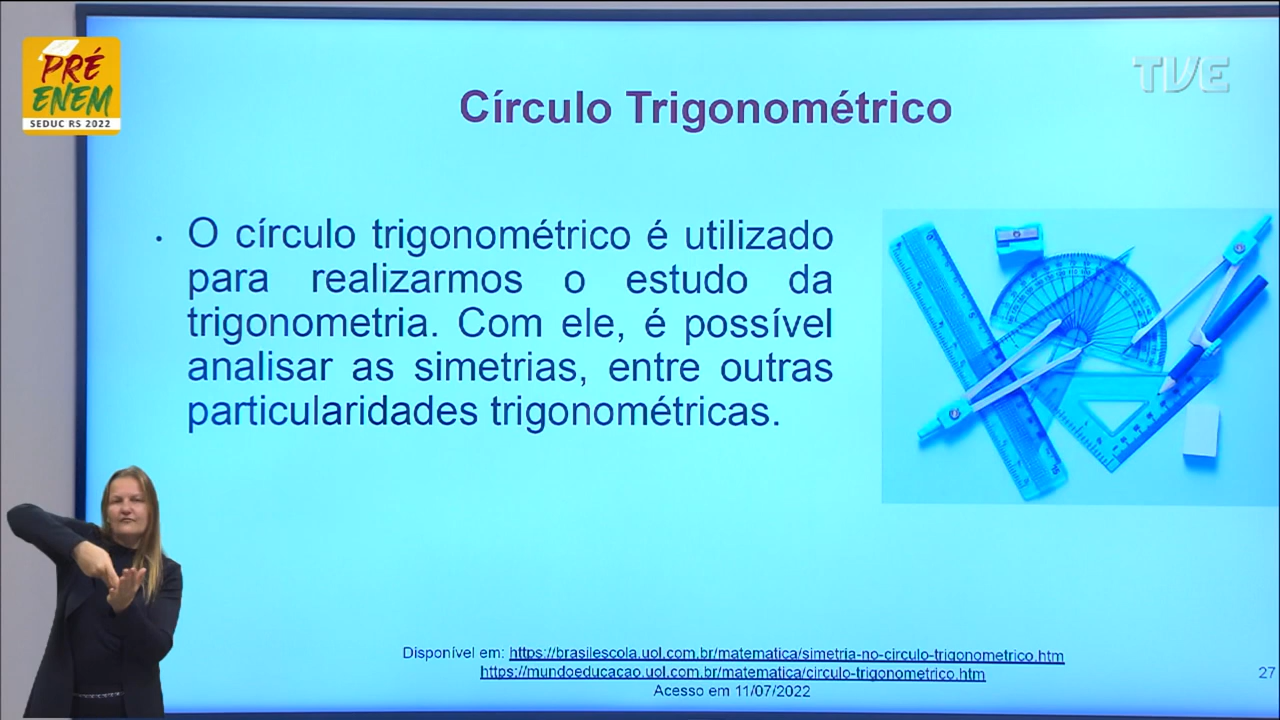 PRÉ
ENEM
SEDUC RS 2022
TVE
Círculo Trigonométrico
• O círculo trigonométrico é utilizado
para realizarmos o estudo da
trigonometria. Com ele, é possível
analisar as simetrias, entre outras
particularidades trigonométricas.
Disponível em: https://brasilescola.uol.com.br/matematica/simetria-no-circulo-trigonometrico.htm
https://mundoeducacao.uol.com.br/matematica/circulo-trigonometrico.htm
Acesso em 11/07/2022
27